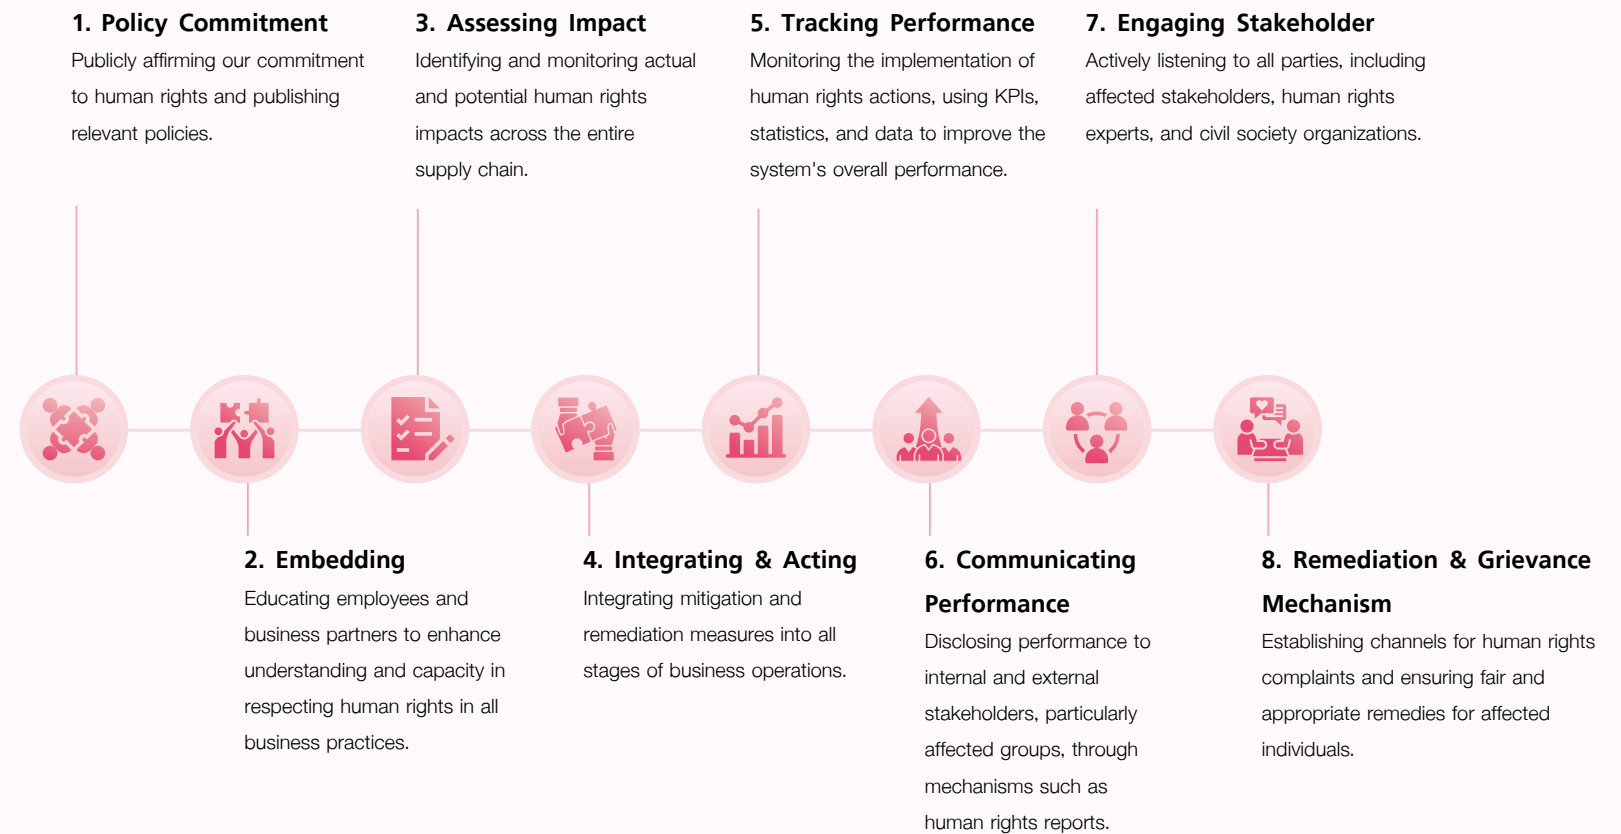 1. Policy Commitment
Publicly affirming our commitment
to human rights and publishing
relevant policies.
2. Embedding
Educating employees and
business partners to enhance
understanding and capacity in
respecting human rights in all
business practices.
3. Assessing Impact
Identifying and monitoring actual
and potential human rights
impacts across the entire
supply chain.
4. Integrating & Acting
Integrating mitigation and
remediation measures into all
stages of business operations.
5. Tracking Performance
Monitoring the implementation of
human rights actions, using KPIs,
statistics, and data to improve the
system's overall performance.
6. Communicating
Performance
Disclosing performance to
internal and external
stakeholders, particularly
affected groups, through
mechanisms such as
human rights reports.
7. Engaging Stakeholder
Actively listening to all parties, including
affected stakeholders, human rights
experts, and civil society organizations.
8. Remediation & Grievance
Mechanism
Establishing channels for human rights
complaints and ensuring fair and
appropriate remedies for affected
individuals.